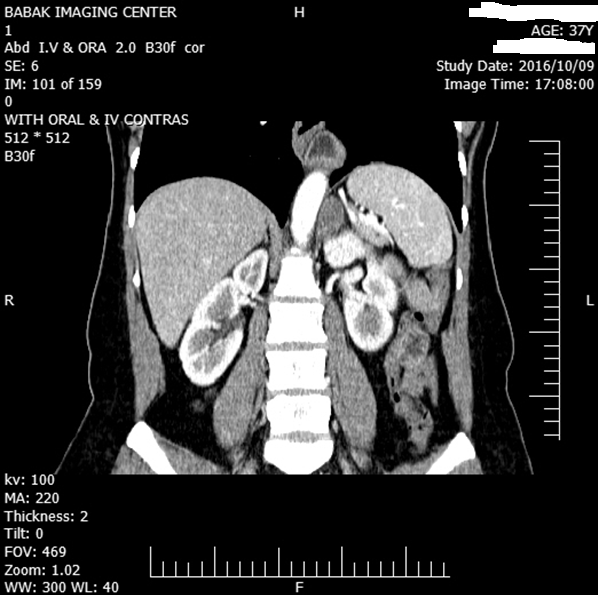 BABAK IMAGING CENTER
H
1
AGE: 37Y
Abd I.V & ORA 2.0 B30f cor
SE: 6
Study Date: 2016/10/09
IM: 101 of 159
Image Time: 17:08:00
0
WITH ORAL & IV CONTRAS
512 * 512
B30f
R
L
kv: 100
MA: 220
Thickness: 2
Tilt: 0
FOV: 469
Zoom: 1.02
WW: 300 WL: 40
F